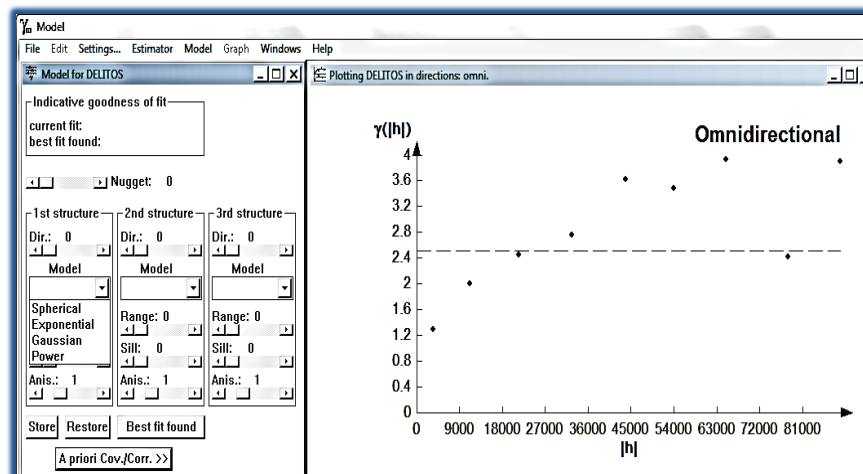 Model
File Edit Settings... Estimator Model Graph Windows Help
Model for DELITOS
Indicative goodness of fit
current fit:
best fit found:
Nugget: 0
1st structure
Dir.: 0
Model
Spherical
Exponential
Gaussian
Power
Anis.: 1
2nd structure
Dir.: 0
Model
Range: 0
Sill: 0
Anis.: 1
3rd structure
Dir.: 0
Model
Range: 0
Sill: 0
Anis.: 1
Store Restore Best fit found
A priori Cov./Corr. >>
Plotting DELITOS in directions: omni.
γ(|h|)
Omnidirectional
4
3.6
3.2
2.8
2.4
2
1.6
1.2
0.8
0.4
0
0 9000 18000 27000 36000 45000 54000 63000 72000 81000
|h|